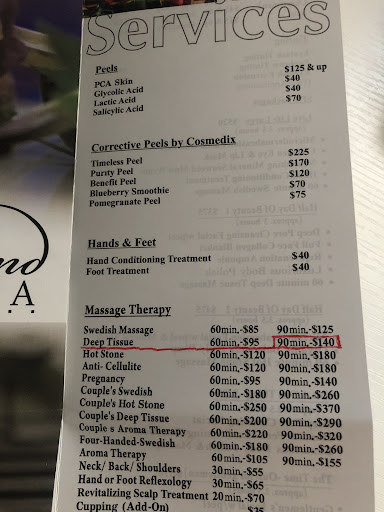 Services
Peels
PCA Skin $125 & up
Glycolic Acid $40
Lactic Acid $40
Salicylic Acid $70
Corrective Peels by Cosmedix
Timeless Peel $225
Purity Peel $170
Benefit Peel $120
Blueberry Smoothie $70
Pomegranate Peel $75
Hands & Feet
Hand Conditioning Treatment $40
Foot Treatment $40
Massage Therapy
Swedish Massage 60min.-$85 90min.-$125
Deep Tissue 60min.-$95 90min.-$140
Hot Stone 60min.-$120 90min.-$180
Anti- Cellulite 60min.-$120 90min.-$180
Pregnancy 60min.-$95 90min.-$140
Couple's Swedish 60min.-$180 90min.-$260
Couple's Hot Stone 60min.-$250 90min.-$370
Couple's Deep Tissue 60min.-$200 90min.-$290
Couple s Aroma Therapy 60min.-$220 90min.-$320
Four-Handed-Swedish 60min.-$180 90min.-$260
Aroma Therapy 60min.-$105 90min.-$155
Neck/ Back/ Shoulders 30min.-$55
Hand or Foot Reflexology 30min.-$65
Revitalizing Scalp Treatment 20min.-$70
Cupping (Add-On) $35
A